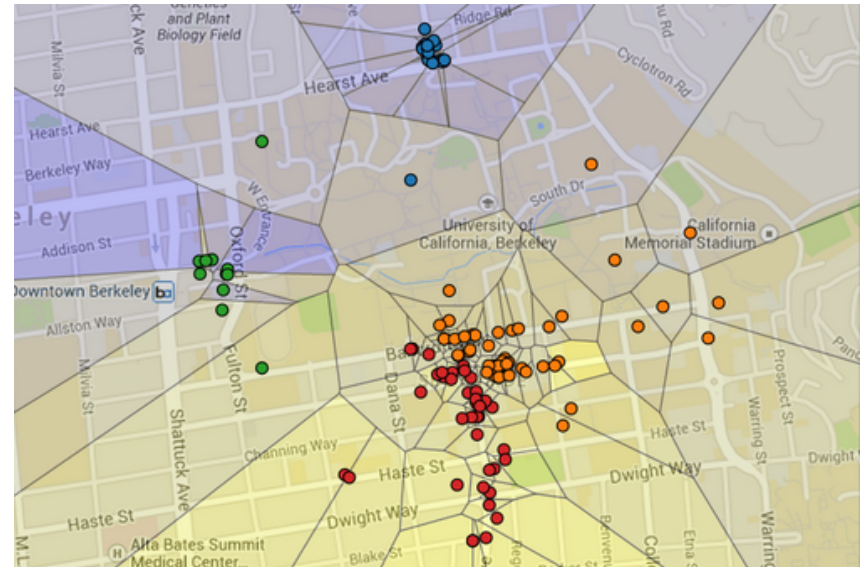 Genetics
and Plant
Biology Field
Ridge Rd
Cyclotron Rd
Milvia St
Hearst Ave
Hearst Ave
Berkeley Way
W Entrance
South Dr
eley
Oxford St
University of
California, Berkeley
California
Memorial Stadium
Addison St
Downtown Berkeley
Allston Way
Milvia St
Fulton St
Dana St
Prospect St
Shattuck Ave
Channing Way
Haste St
Haste St
Warring St
Dwight Way
Dwight
Haste St
Dwight Way
Alta Bates Summit
Medical Center...
Blake St
Warring